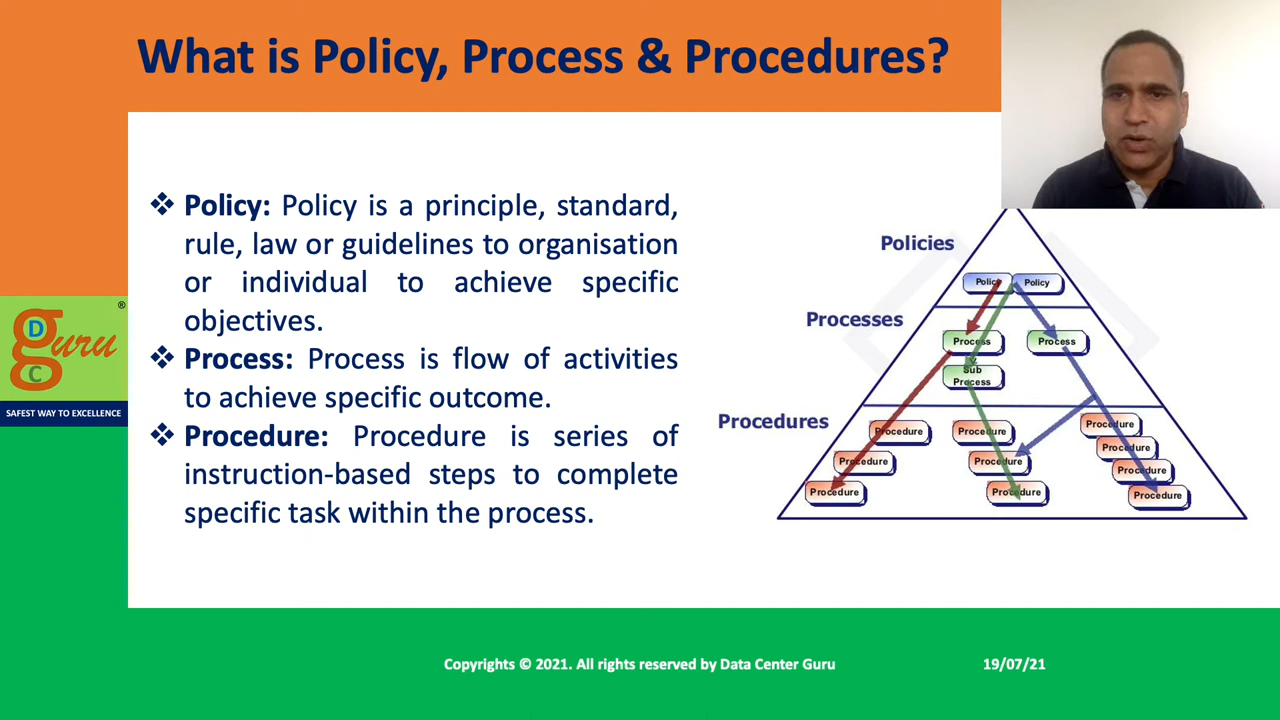 What is Policy, Process & Procedures?
❖ Policy: Policy is a principle, standard,
rule, law or guidelines to organisation
or individual to achieve specific
objectives.
❖ Process: Process is flow of activities
to achieve specific outcome.
❖ Procedure: Procedure is series of
instruction-based steps to complete
specific task within the process.
D
guru
C
®
SAFEST WAY TO EXCELLENCE
Policies
Policy Policy
Processes
Process Process
Sub
Process
Procedures
Procedure Procedure Procedure
Procedure
Procedure Procedure
Procedure
Procedure Procedure Procedure
Copyrights © 2021. All rights reserved by Data Center Guru
19/07/21